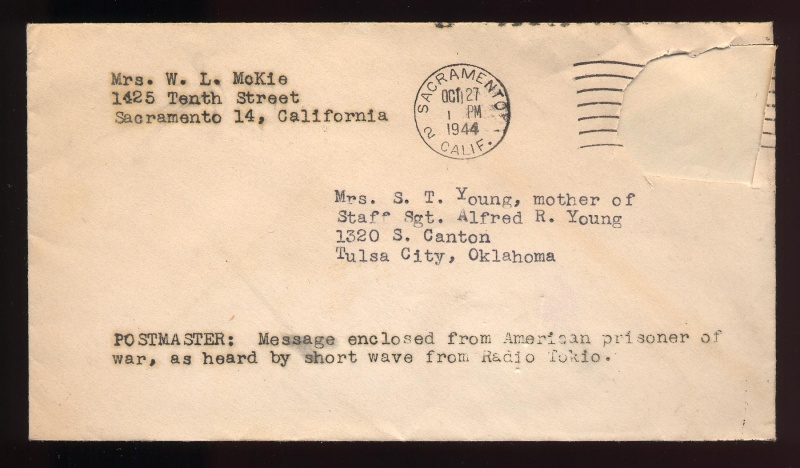 Mrs. W. L. McKie
1425 Tenth Street
Sacramento 14, California
SACRAMENTO
OCT 27
1 PM
1944
2 CALIF.
Mrs. S. T. Young, mother of
Staff Sgt. Alfred R. Young
1320 S. Canton
Tulsa City, Oklahoma
POSTMASTER: Message enclosed from American prisoner of
war, as heard by short wave from Radio Tokio.